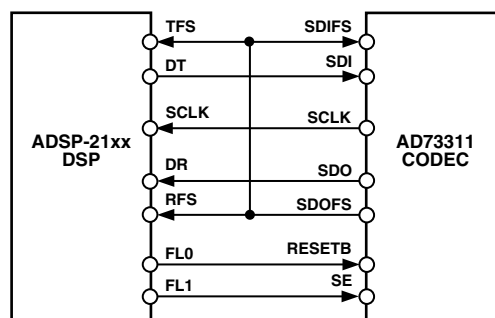 TFS SDIFS
DT SDI
SCLK SCLK
ADSP-21xx
DSP
AD73311
CODEC
DR SDO
RFS SDOFS
FL0 RESETB
FL1 SE